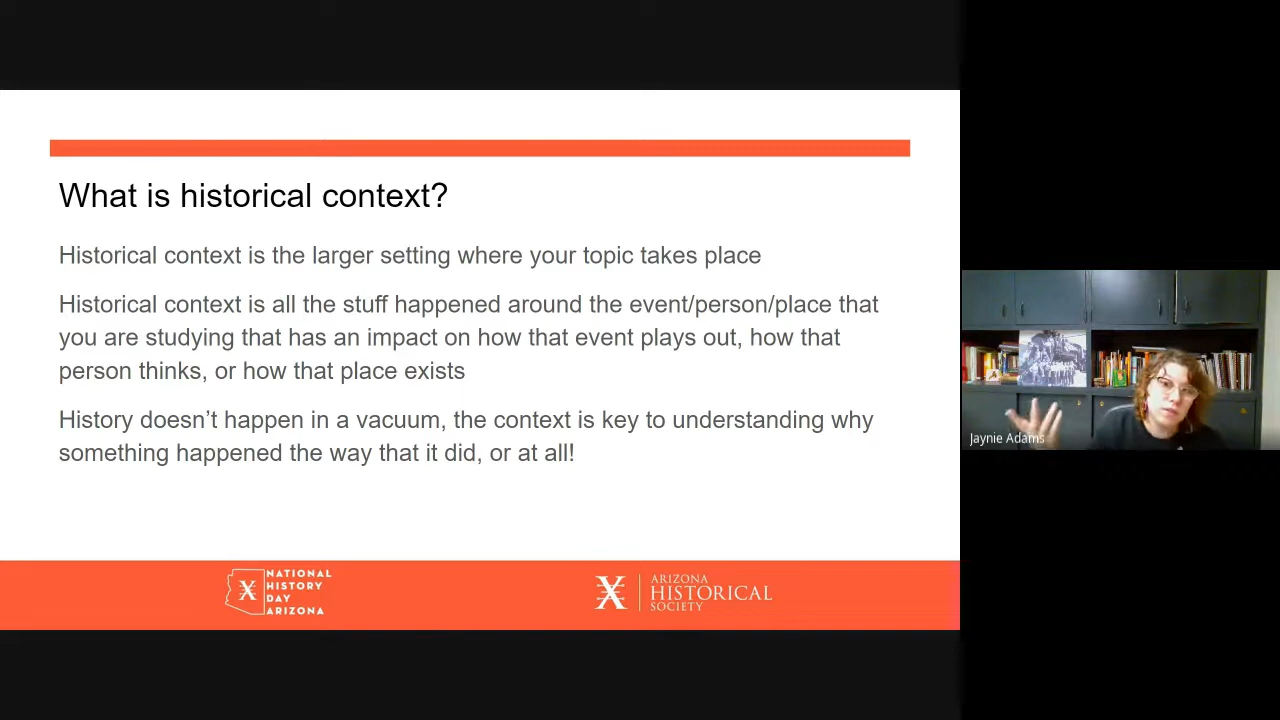 What is historical context?
Historical context is the larger setting where your topic takes place
Historical context is all the stuff happened around the event/person/place that
you are studying that has an impact on how that event plays out, how that
person thinks, or how that place exists
History doesn’t happen in a vacuum, the context is key to understanding why
something happened the way that it did, or at all!
NATIONAL
HISTORY
DAY
ARIZONA
ARIZONA
HISTORICAL
SOCIETY
Jaynie Adams